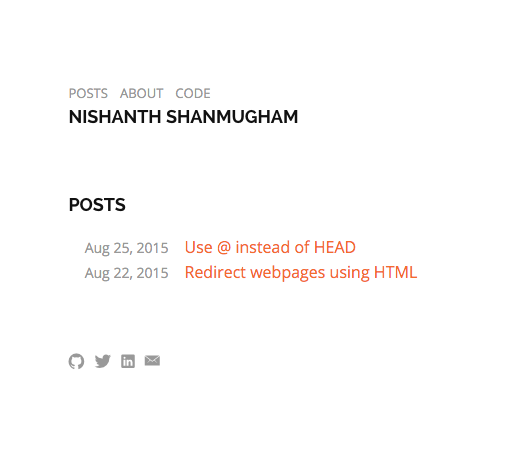 POSTS ABOUT CODE
NISHANTH SHANMUGHAM
POSTS
Aug 25, 2015 Use @ instead of HEAD
Aug 22, 2015 Redirect webpages using HTML